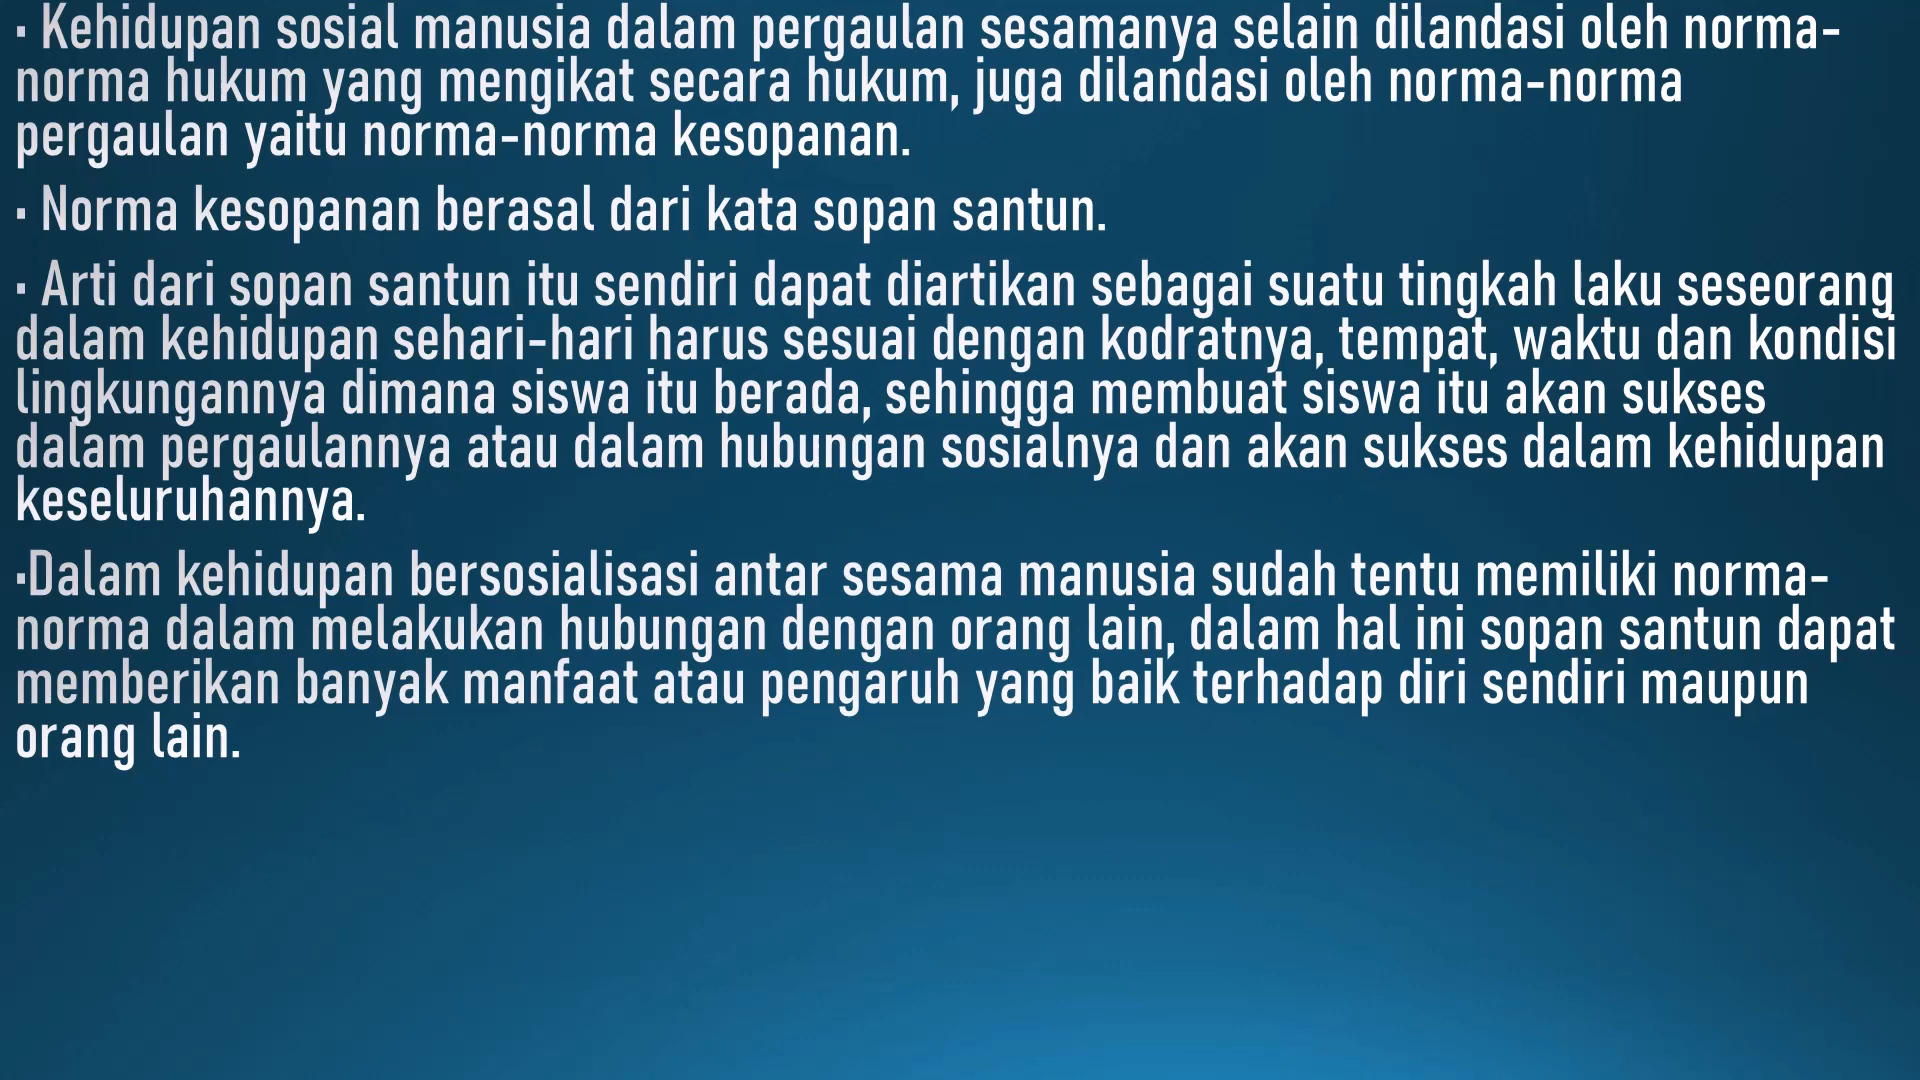 ▪ Kehidupan sosial manusia dalam pergaulan sesamanya selain dilandasi oleh norma-
norma hukum yang mengikat secara hukum, juga dilandasi oleh norma-norma
pergaulan yaitu norma-norma kesopanan.
▪ Norma kesopanan berasal dari kata sopan santun.
▪ Arti dari sopan santun itu sendiri dapat diartikan sebagai suatu tingkah laku seseorang
dalam kehidupan sehari-hari harus sesuai dengan kodratnya, tempat, waktu dan kondisi
lingkungannya dimana siswa itu berada, sehingga membuat siswa itu akan sukses
dalam pergaulannya atau dalam hubungan sosialnya dan akan sukses dalam kehidupan
keseluruhannya.
▪Dalam kehidupan bersosialisasi antar sesama manusia sudah tentu memiliki norma-
norma dalam melakukan hubungan dengan orang lain, dalam hal ini sopan santun dapat
memberikan banyak manfaat atau pengaruh yang baik terhadap diri sendiri maupun
orang lain.